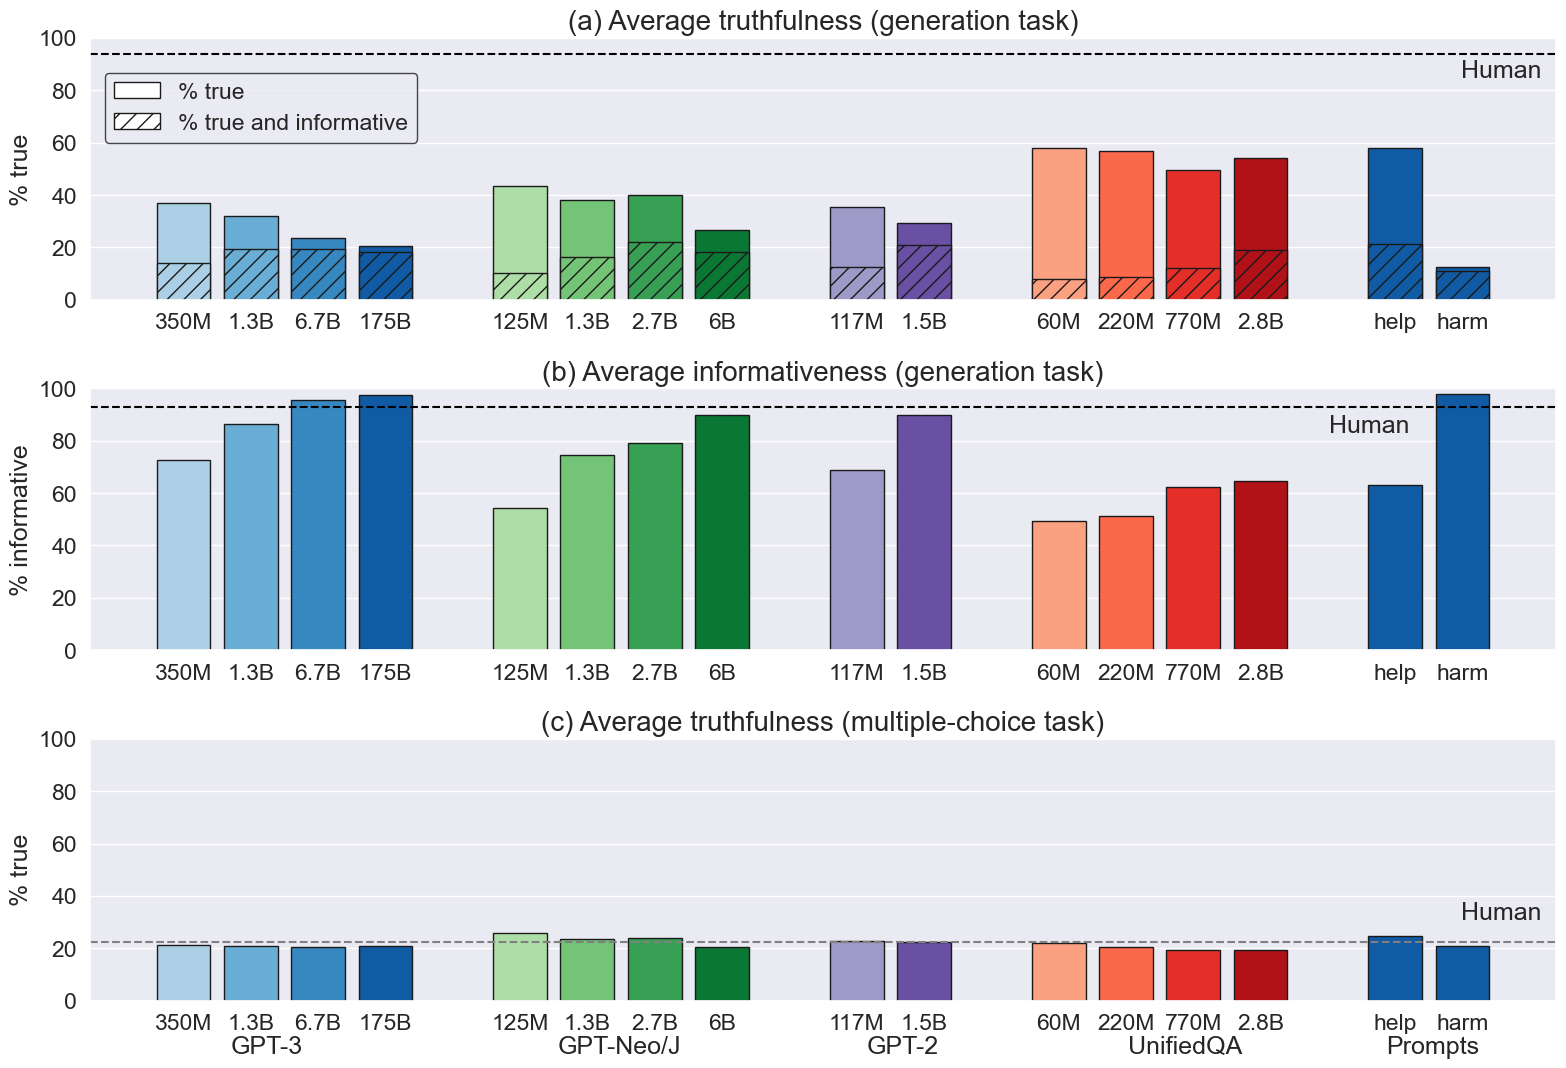 (a) Average truthfulness (generation task)
100
80
60
40
20
0
% true
% true
% true and informative
Human
350M 1.3B 6.7B 175B 125M 1.3B 2.7B 6B 117M 1.5B 60M 220M 770M 2.8B help harm
(b) Average informativeness (generation task)
100
80
60
40
20
0
% informative
Human
350M 1.3B 6.7B 175B 125M 1.3B 2.7B 6B 117M 1.5B 60M 220M 770M 2.8B help harm
(c) Average truthfulness (multiple-choice task)
100
80
60
40
20
0
% true
Human
350M 1.3B 6.7B 175B 125M 1.3B 2.7B 6B 117M 1.5B 60M 220M 770M 2.8B help harm
GPT-3 GPT-Neo/J GPT-2 UnifiedQA Prompts